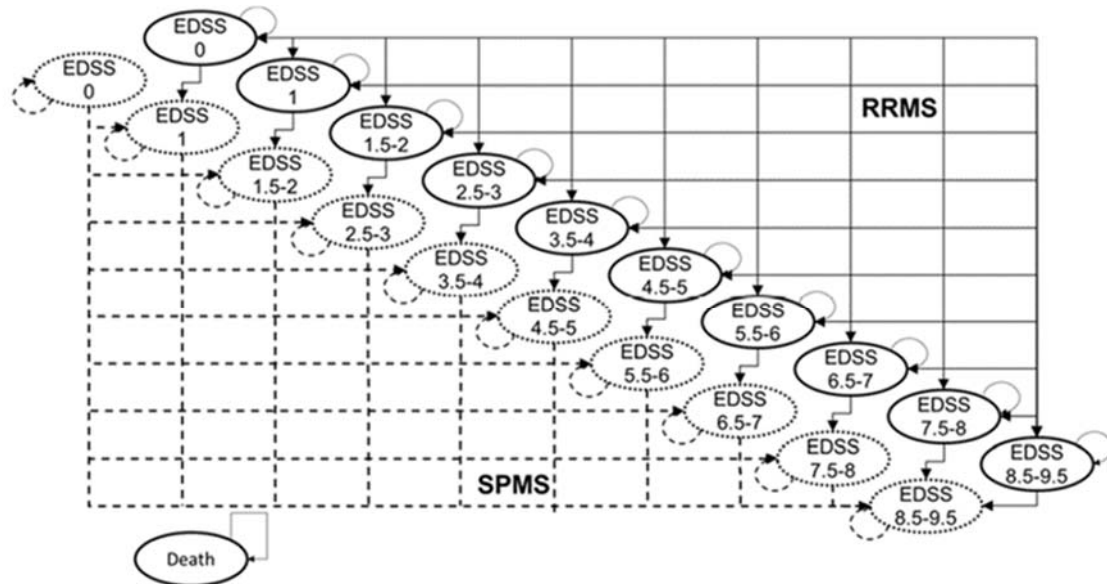 EDSS
0
EDSS
0
EDSS
1
RRMS
EDSS
1
EDSS
1.5-2
EDSS
1.5-2
EDSS
2.5-3
EDSS
2.5-3
EDSS
3.5-4
EDSS
3.5-4
EDSS
4.5-5
EDSS
4.5-5
EDSS
5.5-6
EDSS
5.5-6
EDSS
6.5-7
EDSS
6.5-7
EDSS
7.5-8
EDSS
7.5-8
EDSS
8.5-9.5
SPMS
EDSS
8.5-9.5
Death